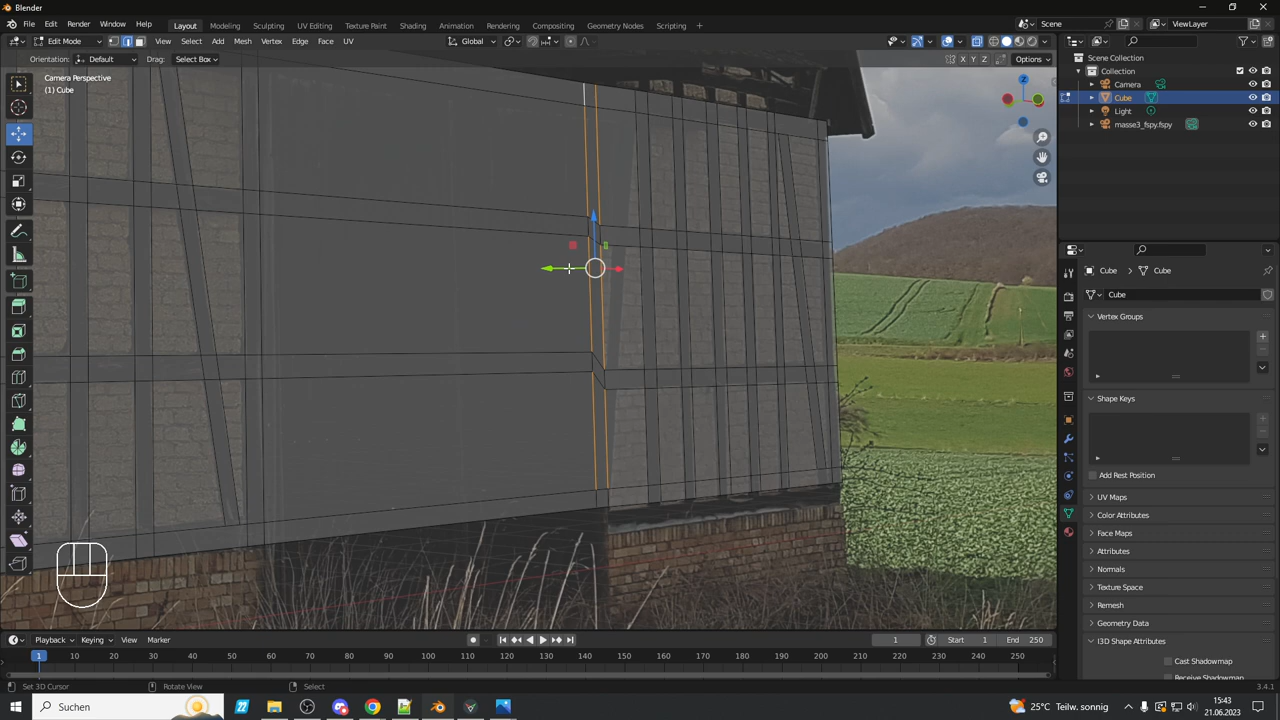 Blender
File Edit Render Window Help Layout Modeling Sculpting UV Editing Texture Paint Shading Animation Rendering Compositing Geometry Nodes Scripting + Scene ViewLayer
Edit Mode View Select Add Mesh Vertex Edge Face UV Global
Orientation: Default Drag: Select Box X Y Z Options
Camera Perspective
(1) Cube
Z
Scene Collection
Collection
Camera
Cube
Light
masse3_fspy.fspy
Cube Cube
Cube
Vertex Groups
Shape Keys
Add Rest Position
UV Maps
Color Attributes
Face Maps
Attributes
Normals
Texture Space
Remesh
Geometry Data
I3D Shape Attributes
Cast Shadowmap
Receive Shadowmap
Playback Keying View Marker 1 Start 1 End 250
1 10 20 30 40 50 60 70 80 90 100 110 120 130 140 150 160 170 180 190 200 210 220 230 240 250
Set 3D Cursor Rotate View Select 3.4.1
Suchen 25°C Teilw. sonnig 15:43
21.06.2023